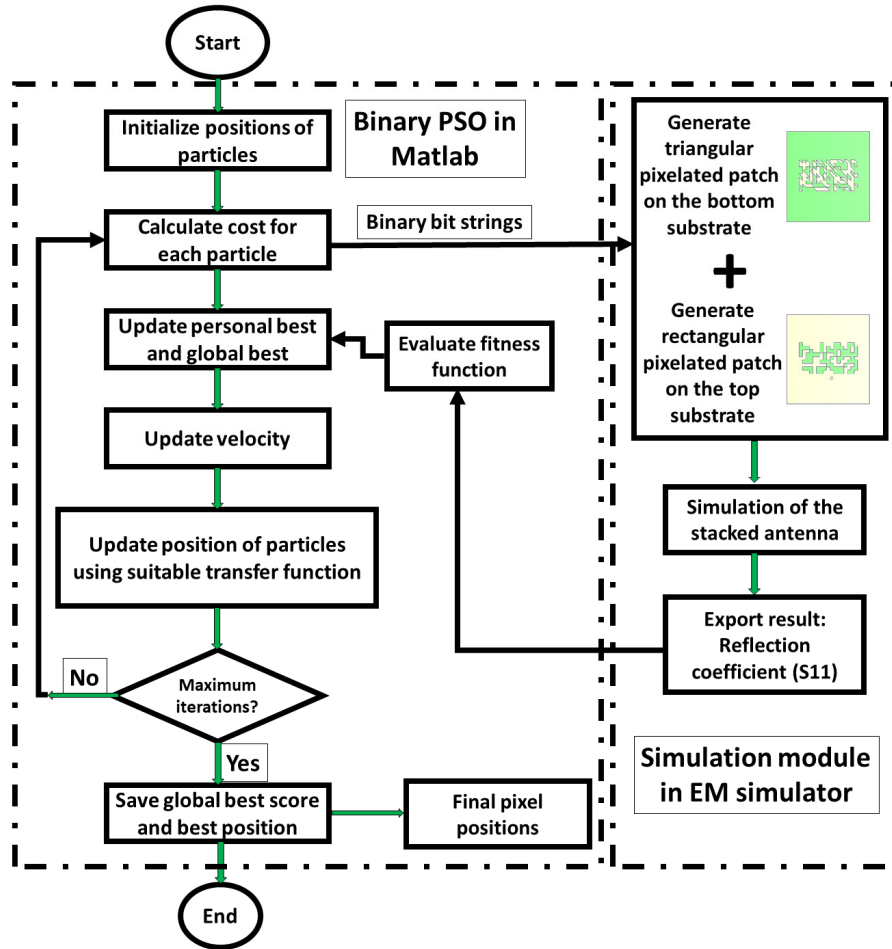 Start
Initialize positions of
particles
Binary PSO in
Matlab
Calculate cost for
each particle
Binary bit strings
Update personal best
and global best
Evaluate fitness
function
Update velocity
Update position of particles
using suitable transfer function
No
Maximum
iterations?
Yes
Save global best score
and best position
Final pixel
positions
End
Generate
triangular
pixelated patch
on the bottom
substrate
+
Generate
rectangular
pixelated patch
on the top
substrate
Simulation of the
stacked antenna
Export result:
Reflection
coefficient (S11)
Simulation module
in EM simulator